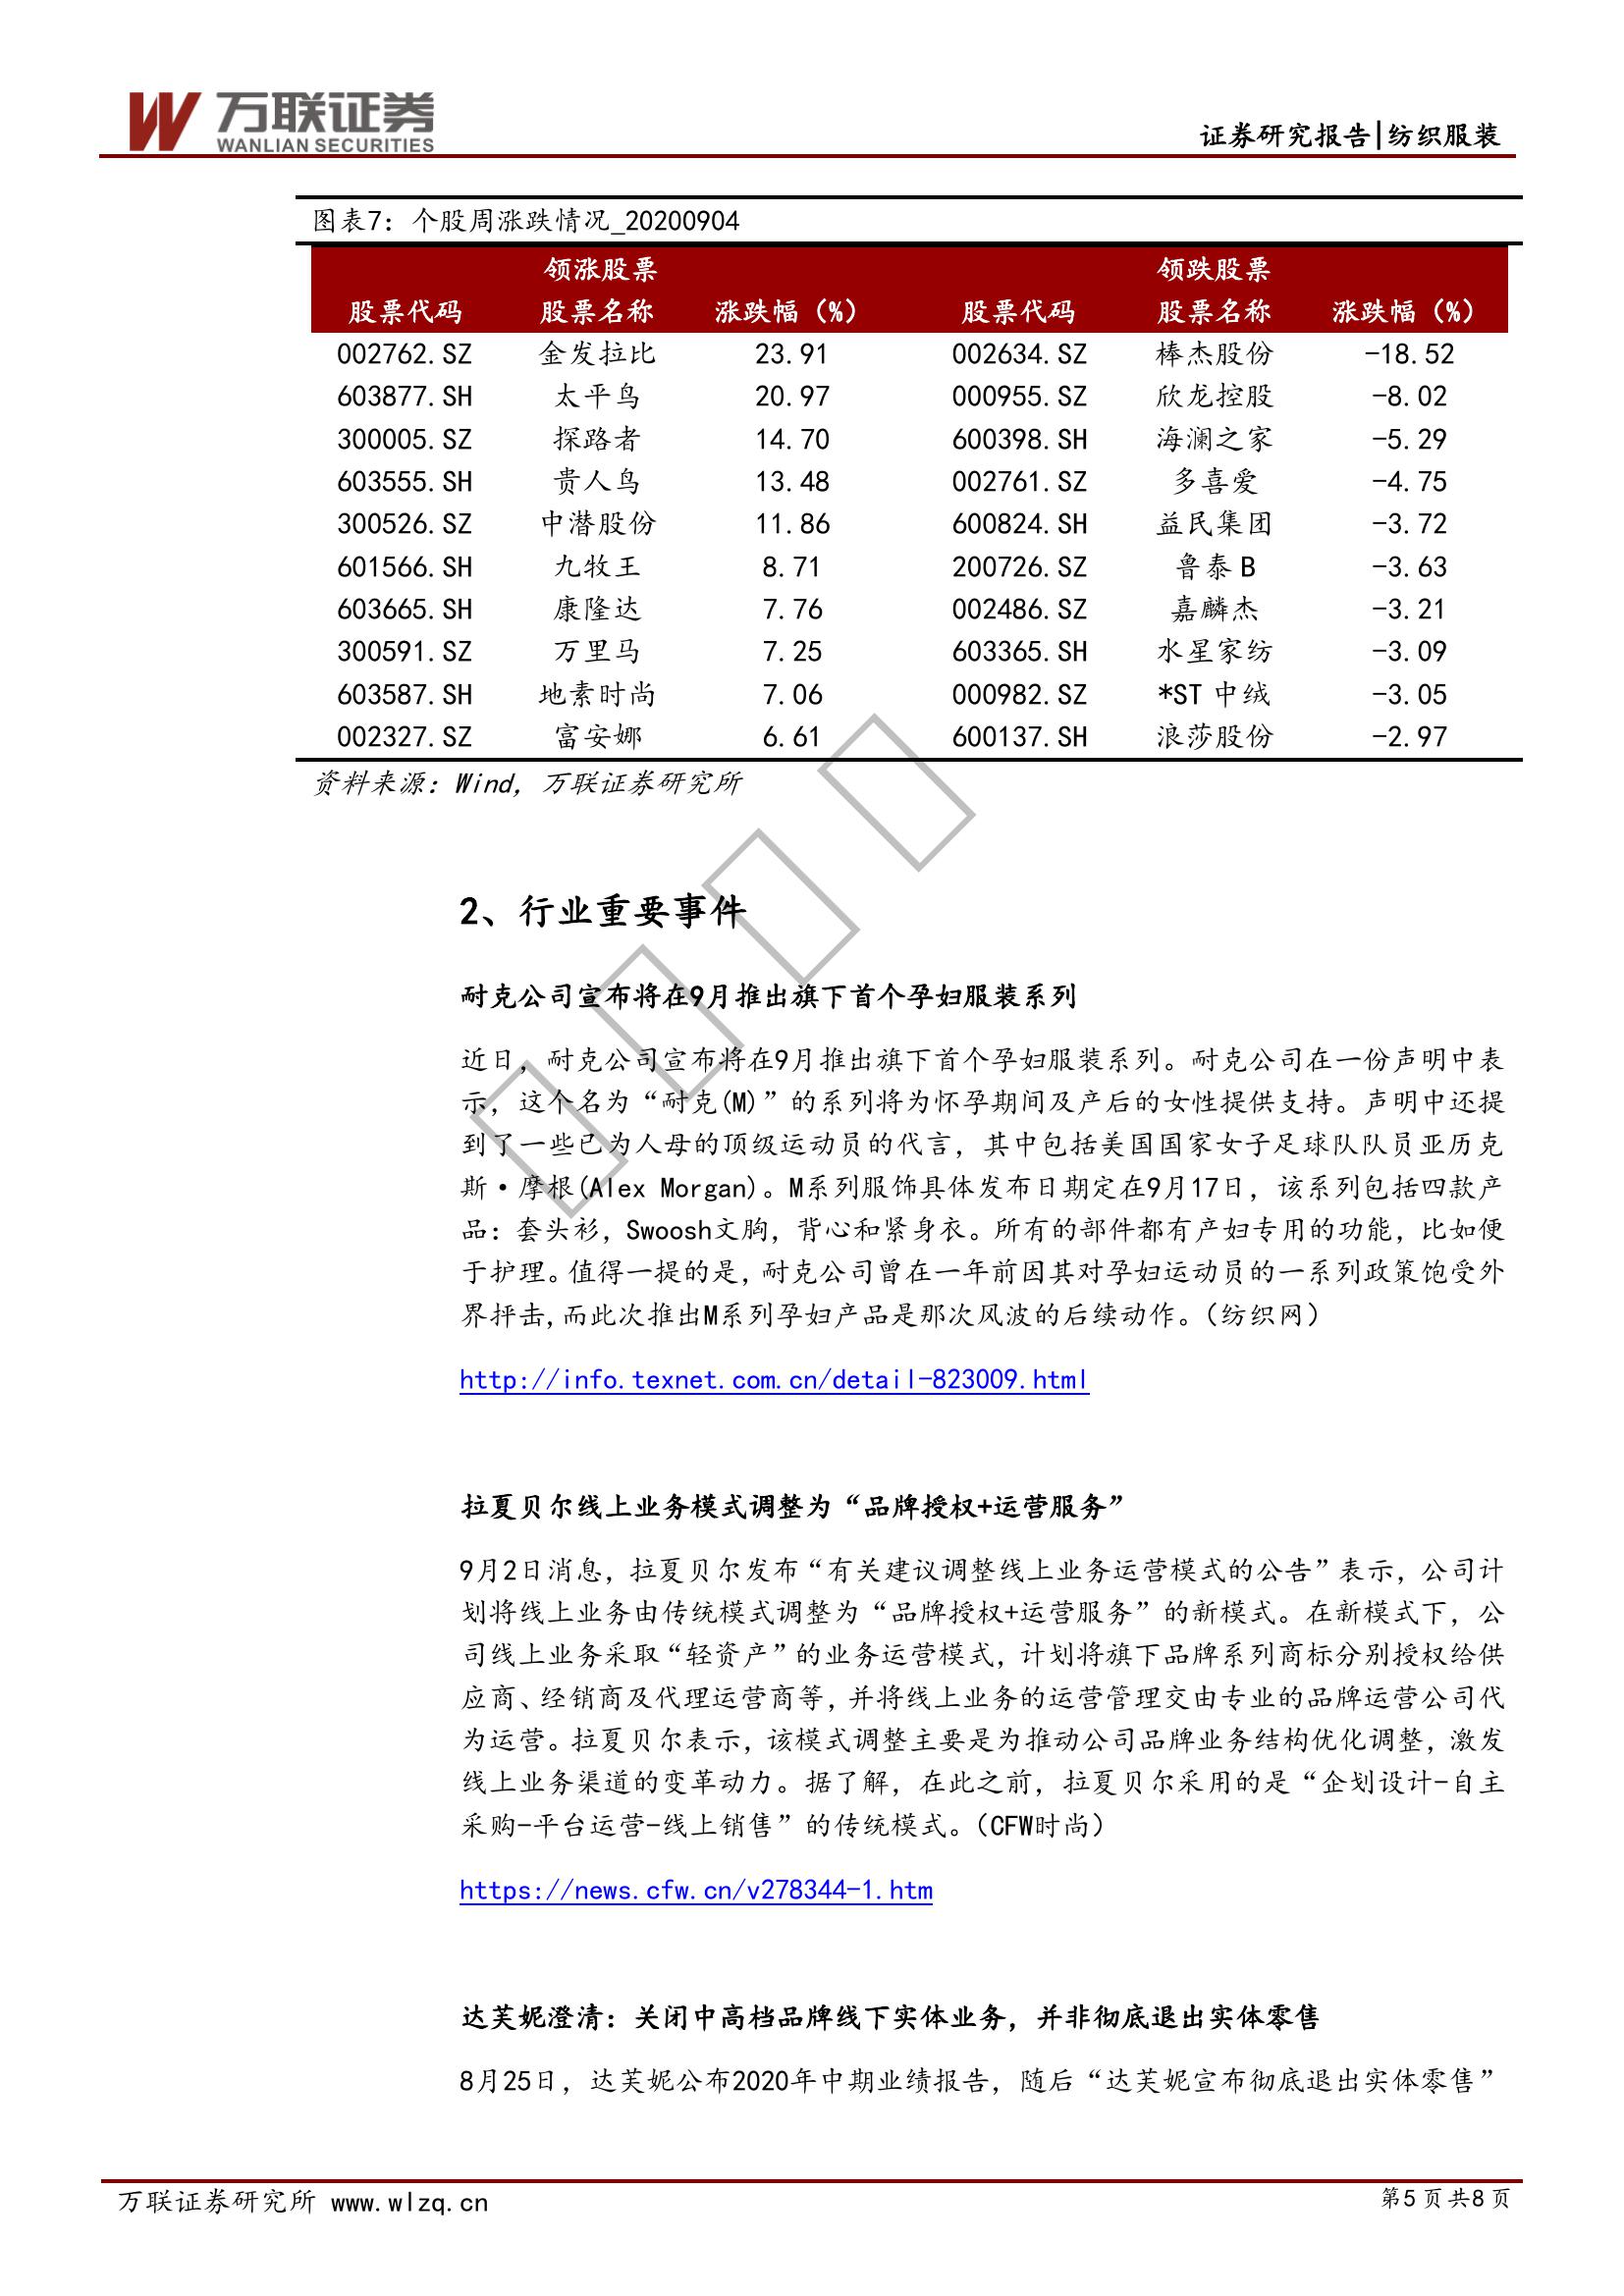 万联证券
WANLIAN SECURITIES
证券研究报告|纺织服装
图表7：个股周涨跌情况_20200904
领涨股票 领跌股票
股票代码 股票名称 涨跌幅（%） 股票代码 股票名称 涨跌幅（%）
002762.SZ 金发拉比 23.91 002634.SZ 棒杰股份 -18.52
603877.SH 太平鸟 20.97 000955.SZ 欣龙控股 -8.02
300005.SZ 探路者 14.70 600398.SH 海澜之家 -5.29
603555.SH 贵人鸟 13.48 002761.SZ 多喜爱 -4.75
300526.SZ 中潜股份 11.86 600824.SH 益民集团 -3.72
601566.SH 九牧王 8.71 200726.SZ 鲁泰 B -3.63
603665.SH 康隆达 7.76 002486.SZ 嘉麟杰 -3.21
300591.SZ 万里马 7.25 603365.SH 水星家纺 -3.09
603587.SH 地素时尚 7.06 000982.SZ *ST 中绒 -3.05
002327.SZ 富安娜 6.61 600137.SH 浪莎股份 -2.97
资料来源：Wind，万联证券研究所
2、行业重要事件
耐克公司宣布将在9月推出旗下首个孕妇服装系列
近日，耐克公司宣布将在9月推出旗下首个孕妇服装系列。耐克公司在一份声明中表
示，这个名为“耐克(M)”的系列将为怀孕期间及产后的女性提供支持。声明中还提
到了一些已为人母的顶级运动员的代言，其中包括美国国家女子足球队队员亚历克
斯·摩根(Alex Morgan)。M系列服饰具体发布日期定在9月17日，该系列包括四款产
品：套头衫，Swoosh文胸，背心和紧身衣。所有的部件都有产妇专用的功能，比如便
于护理。值得一提的是，耐克公司曾在一年前因其对孕妇运动员的一系列政策饱受外
界抨击,而此次推出M系列孕妇产品是那次风波的后续动作。（纺织网）
http://info.texnet.com.cn/detail-823009.html
拉夏贝尔线上业务模式调整为“品牌授权+运营服务”
9月2日消息，拉夏贝尔发布“有关建议调整线上业务运营模式的公告”表示，公司计
划将线上业务由传统模式调整为“品牌授权+运营服务”的新模式。在新模式下，公
司线上业务采取“轻资产”的业务运营模式，计划将旗下品牌系列商标分别授权给供
应商、经销商及代理运营商等，并将线上业务的运营管理交由专业的品牌运营公司代
为运营。拉夏贝尔表示，该模式调整主要是为推动公司品牌业务结构优化调整，激发
线上业务渠道的变革动力。据了解，在此之前，拉夏贝尔采用的是“企划设计-自主
采购-平台运营-线上销售”的传统模式。（CFW时尚）
https://news.cfw.cn/v278344-1.htm
达芙妮澄清：关闭中高档品牌线下实体业务，并非彻底退出实体零售
8月25日，达芙妮公布2020年中期业绩报告，随后“达芙妮宣布彻底退出实体零售”
万联证券研究所 www.wlzq.cn 第5页共8页